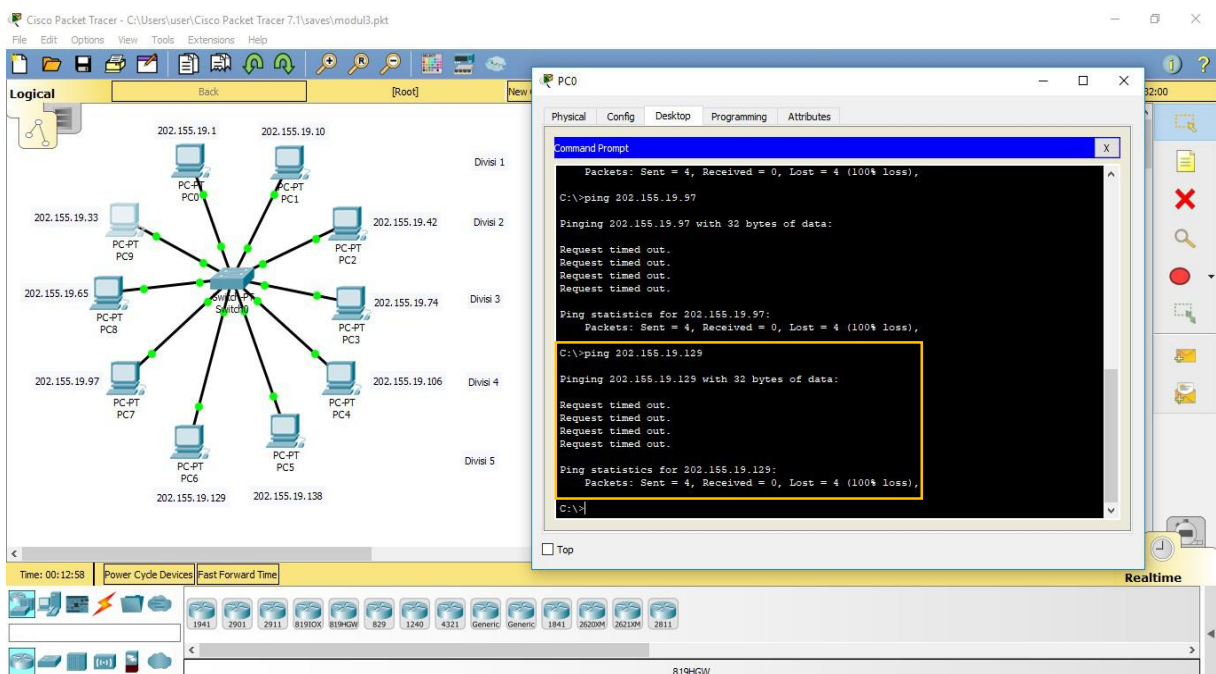 Cisco Packet Tracer - C:\Users\user\Cisco Packet Tracer 7.1\saves\modul3.pkt
File Edit Options View Tools Extensions Help
Logical Back [Root] New
32:00
202.155.19.1 202.155.19.10
Divisi 1
PC-PT
PC0
PC-PT
PC1
202.155.19.33
202.155.19.42 Divisi 2
PC-PT
PC9
PC-PT
PC2
202.155.19.65
202.155.19.74 Divisi 3
Switch-PT
Switch0
PC-PT
PC8
PC-PT
PC3
202.155.19.97
202.155.19.106 Divisi 4
PC-PT
PC7
PC-PT
PC4
PC-PT
PC6
PC-PT
PC5
Divisi 5
202.155.19.129 202.155.19.138
PC0
Physical Config Desktop Programming Attributes
Command Prompt X
Packets: Sent = 4, Received = 0, Lost = 4 (100% loss),
C:\>ping 202.155.19.97
Pinging 202.155.19.97 with 32 bytes of data:
Request timed out.
Request timed out.
Request timed out.
Request timed out.
Ping statistics for 202.155.19.97:
Packets: Sent = 4, Received = 0, Lost = 4 (100% loss),
C:\>ping 202.155.19.129
Pinging 202.155.19.129 with 32 bytes of data:
Request timed out.
Request timed out.
Request timed out.
Request timed out.
Ping statistics for 202.155.19.129:
Packets: Sent = 4, Received = 0, Lost = 4 (100% loss),
C:\>
Top
Time: 00:12:58 Power Cycle Devices Fast Forward Time
Realtime
1941 2901 2911 819IOX 819HGW 829 1240 4321 Generic Generic 1841 2620XM 2621XM 2811
819HGW